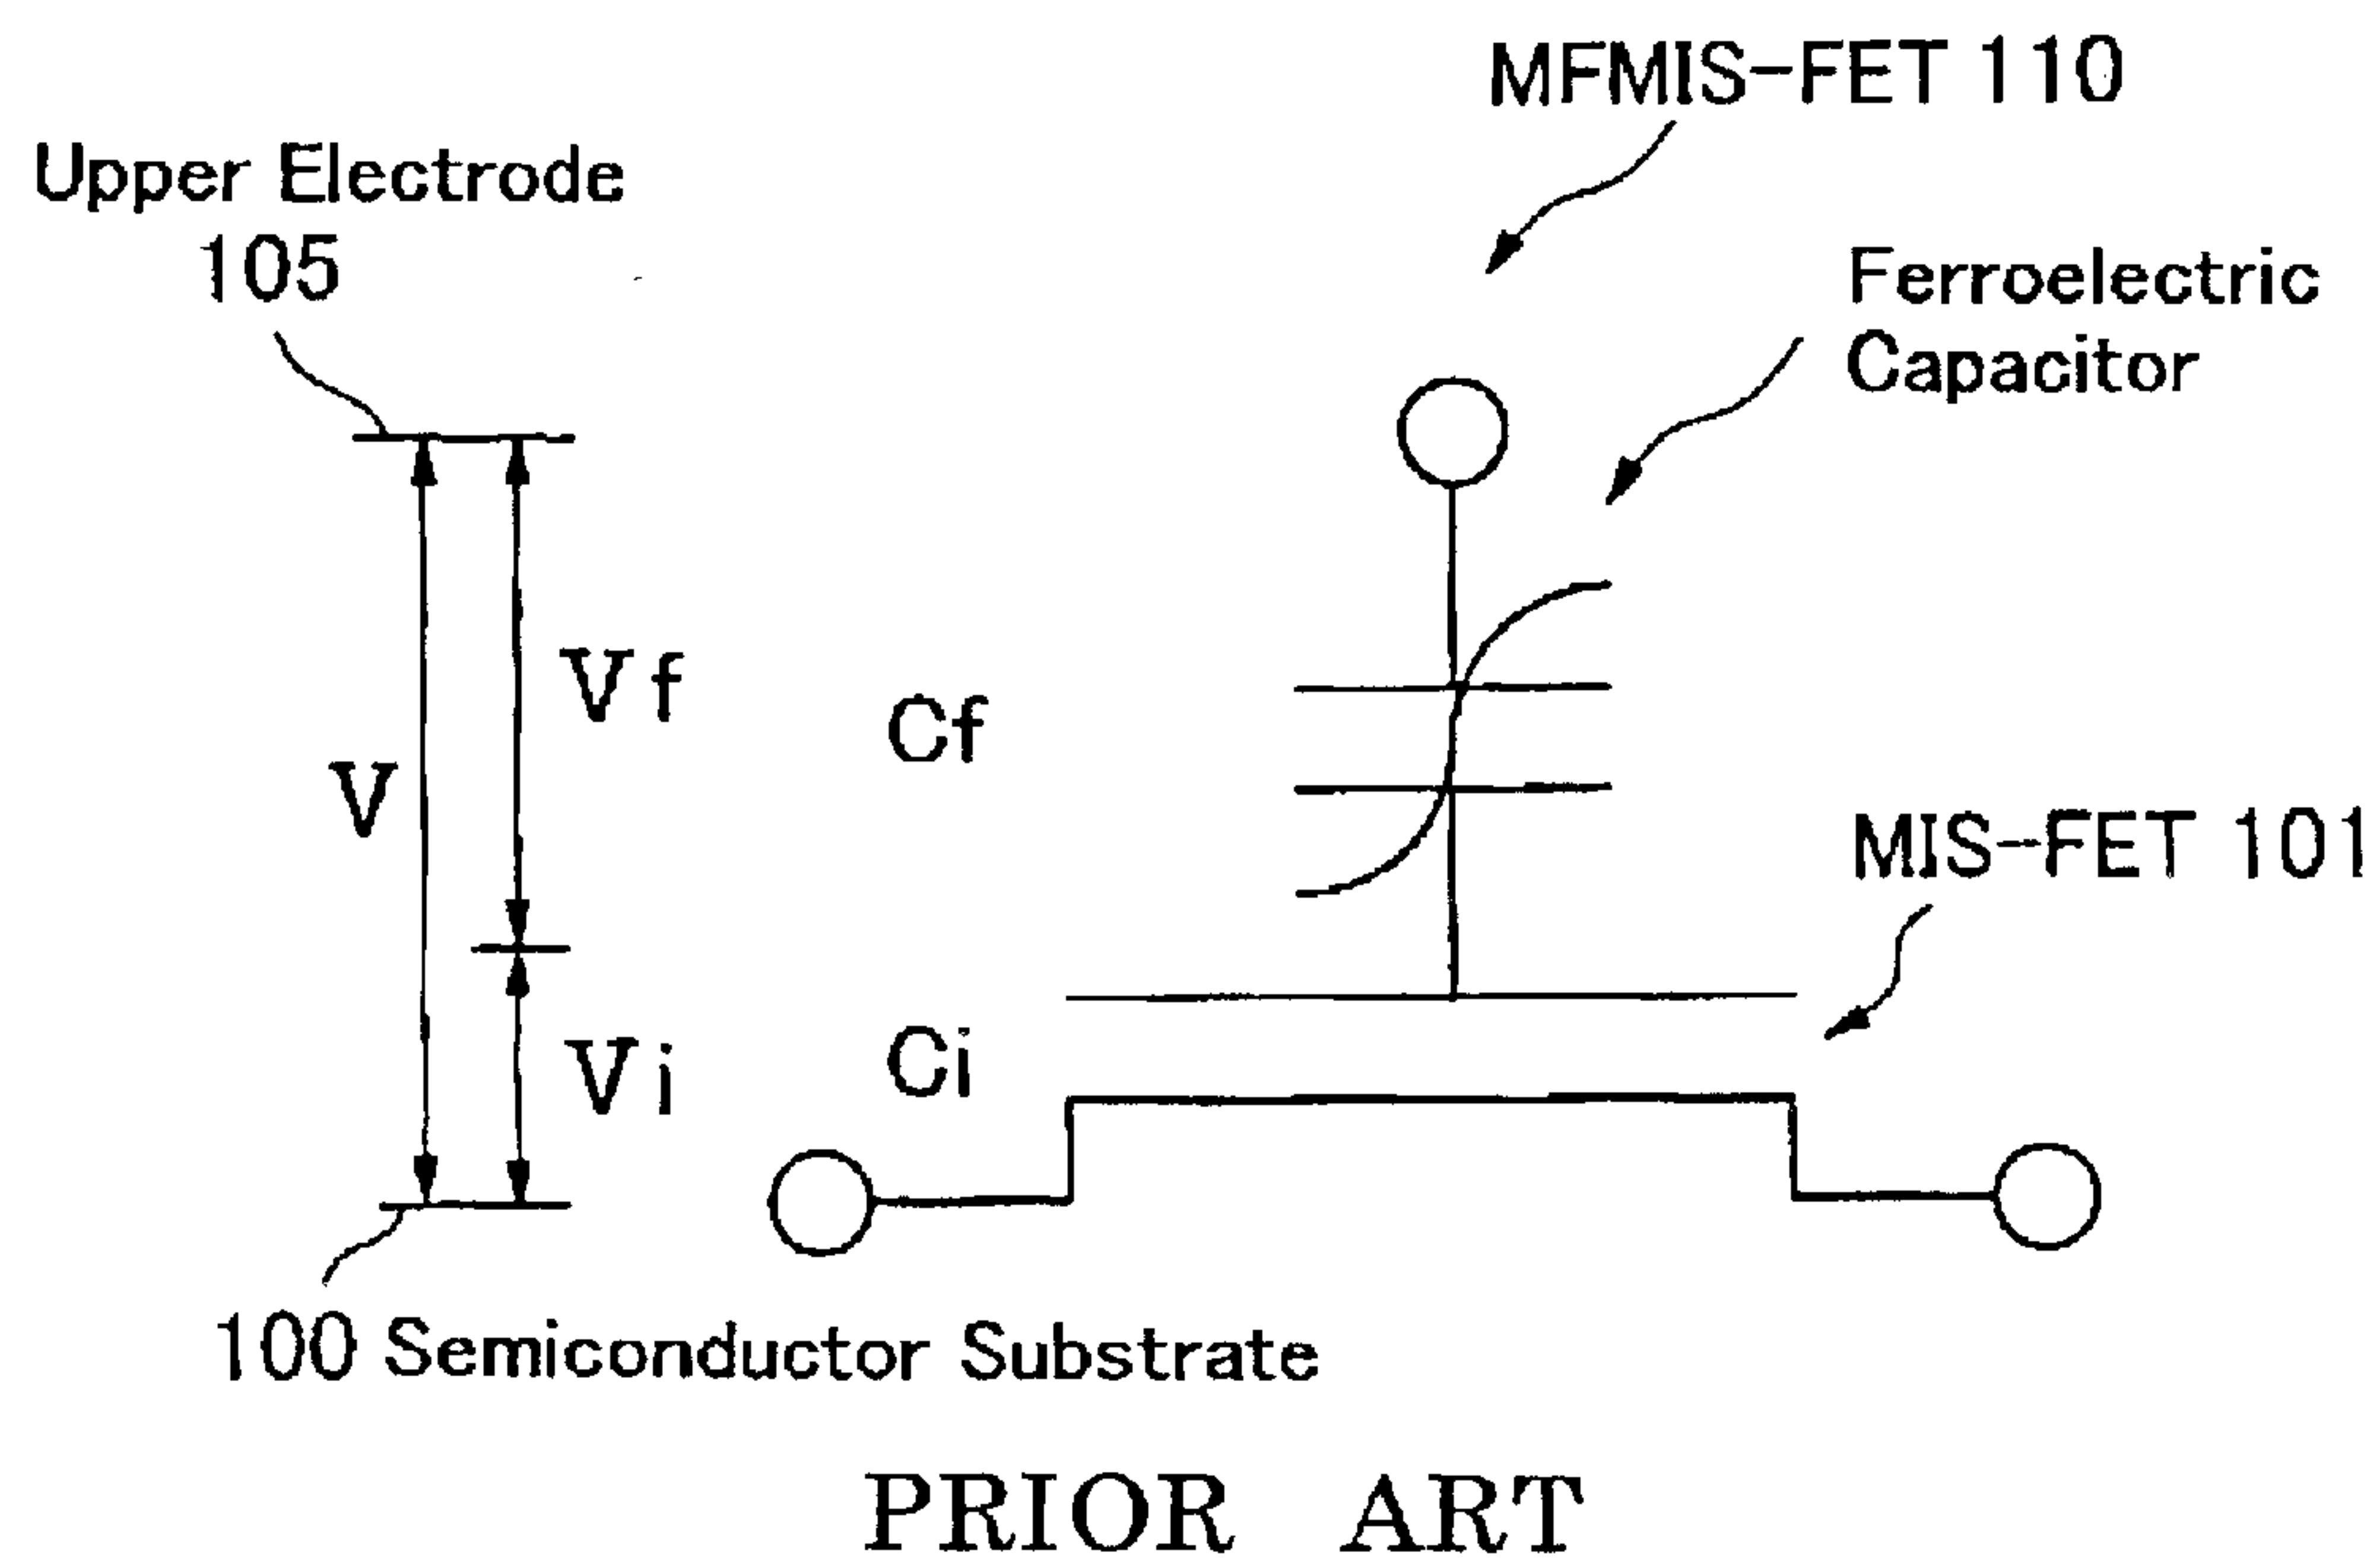 MFMIS-FET 110
Upper Electrode
105
Ferroelectric
Capacitor
Vf
Cf
V
MIS-FET 101
Ci
Vi
100 Semiconductor Substrate
PRIOR ART